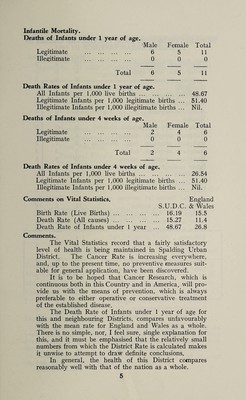 Infantile Mortality.
Deaths of Infants under 1 year of age.
Male Female Total
Legitimate ... ... ... ... 6 5 11
Illegitimate ... ... ... ... 0 0 0
Total 6 5 11
Death Rates of Infants under 1 year of age.
All Infants per 1,000 live births ... ... ... ... 48.67
Legitimate Infants per 1,000 legitimate births ... 51.40
Illegitimate Infants per 1,000 illegitimate births ... Nil.
Deaths of Infants under 4 weeks of age.
Male Female Total
Legitimate ... ... ... ... 2 4 6
Illegitimate ... ... ... ... 0 0 0
Total 2 4 6
Death Rates of Infants under 4 weeks of age.
All Infants per 1,000 live births ... ... ... ... 26.54
Legitimate Infants per 1,000 legitimate births ... 51.40
Illegitimate Infants per 1,000 illegitimate births ... Nil.
Comments on Vital Statistics. England
S.U.D.C. & Wales
Birth Rate (Live Births) ... ... ... 16.19 15.5
Death Rate (All causes) ... ... ... 15.27 11.4
Death Rate of Infants under 1 year ... 48.67 26.8
Comments.
The Vital Statistics record that a fairly satisfactory
level of health is being maintained in Spalding Urban
District. The Cancer Rate is increasing everywhere,
and, up to the present time, no preventive measures suit-
able for general application, have been discovered.
It is to be hoped that Cancer Research, which is
continuous both in this Country and in America, will pro-
vide us with the means of prevention, which is always
preferable to either operative or conservative treatment
of the established disease.
The Death Rate of Infants under 1 year of age for
this and neighbouring Districts, compares unfavourably
with the mean rate for England and Wales as a whole.
There is no simple, nor, I feel sure, single explanation for
this, and it must be emphasised that the relatively small
numbers from which the District Rate is calculated makes
it unwise to attempt to draw definite conclusions.
In general, the health of this District compares
reasonably well with that of the nation as a whole.
5